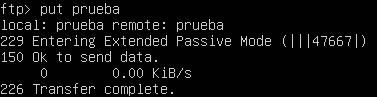 ftp> put prueba
local: prueba remote: prueba
229 Entering Extended Passive Mode (|||47667|)
150 Ok to send data.
0 0.00 KiB/s
226 Transfer complete.